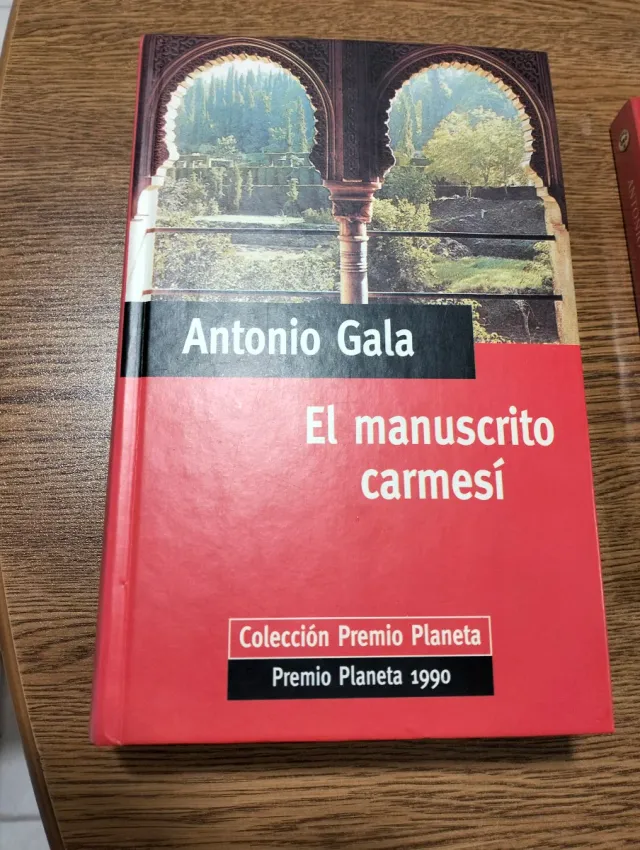 Antonio Gala
El manuscrito
carmesí
Colección Premio Planeta
Premio Planeta 1990